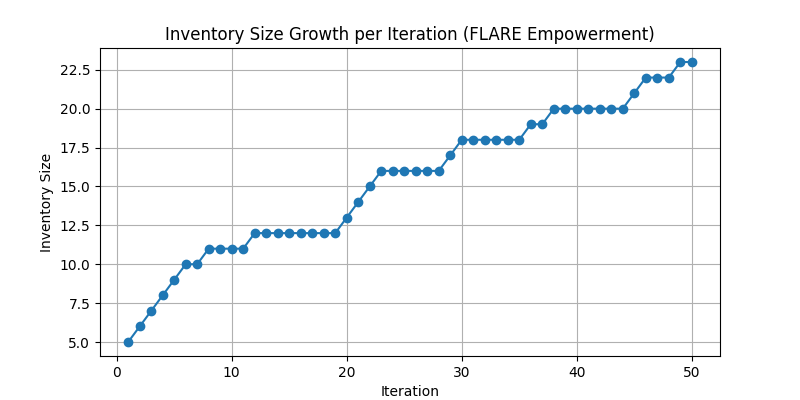 Inventory Size Growth per Iteration (FLARE Empowerment)
22.5
20.0
17.5
15.0
12.5
10.0
7.5
5.0
Inventory Size
0 10 20 30 40 50
Iteration